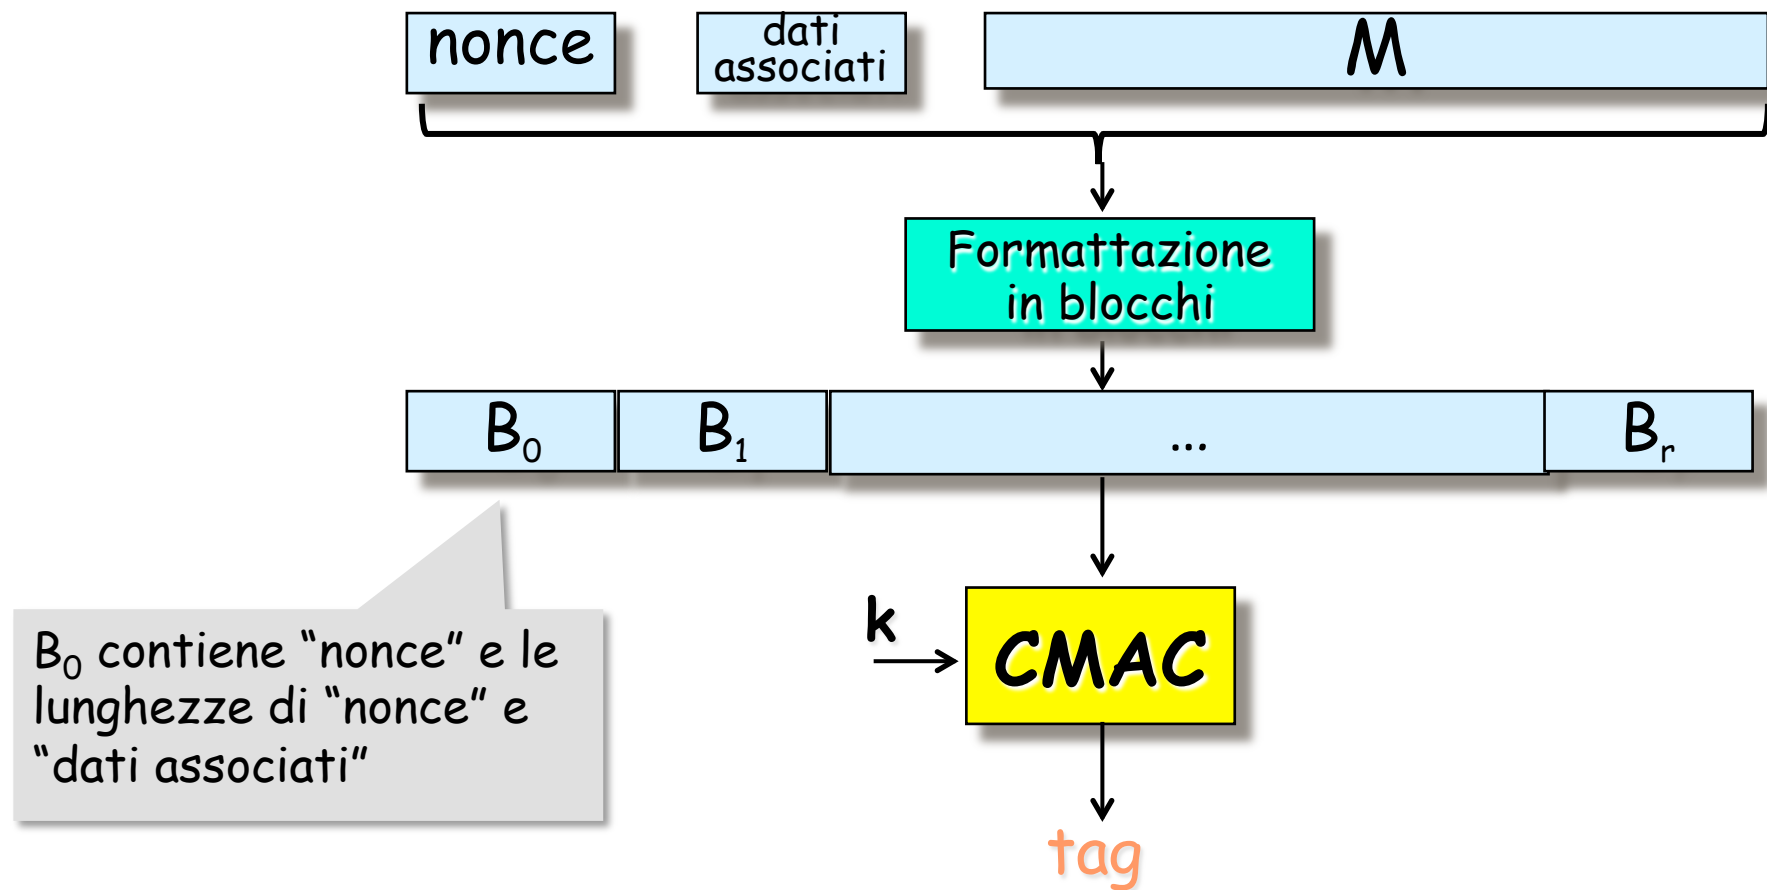 nonce
dati
associati
M
Formattazione
in blocchi
B₀
B₁
...
Bᵣ
B₀ contiene “nonce” e le
lunghezze di “nonce” e
“dati associati”
k
CMAC
tag